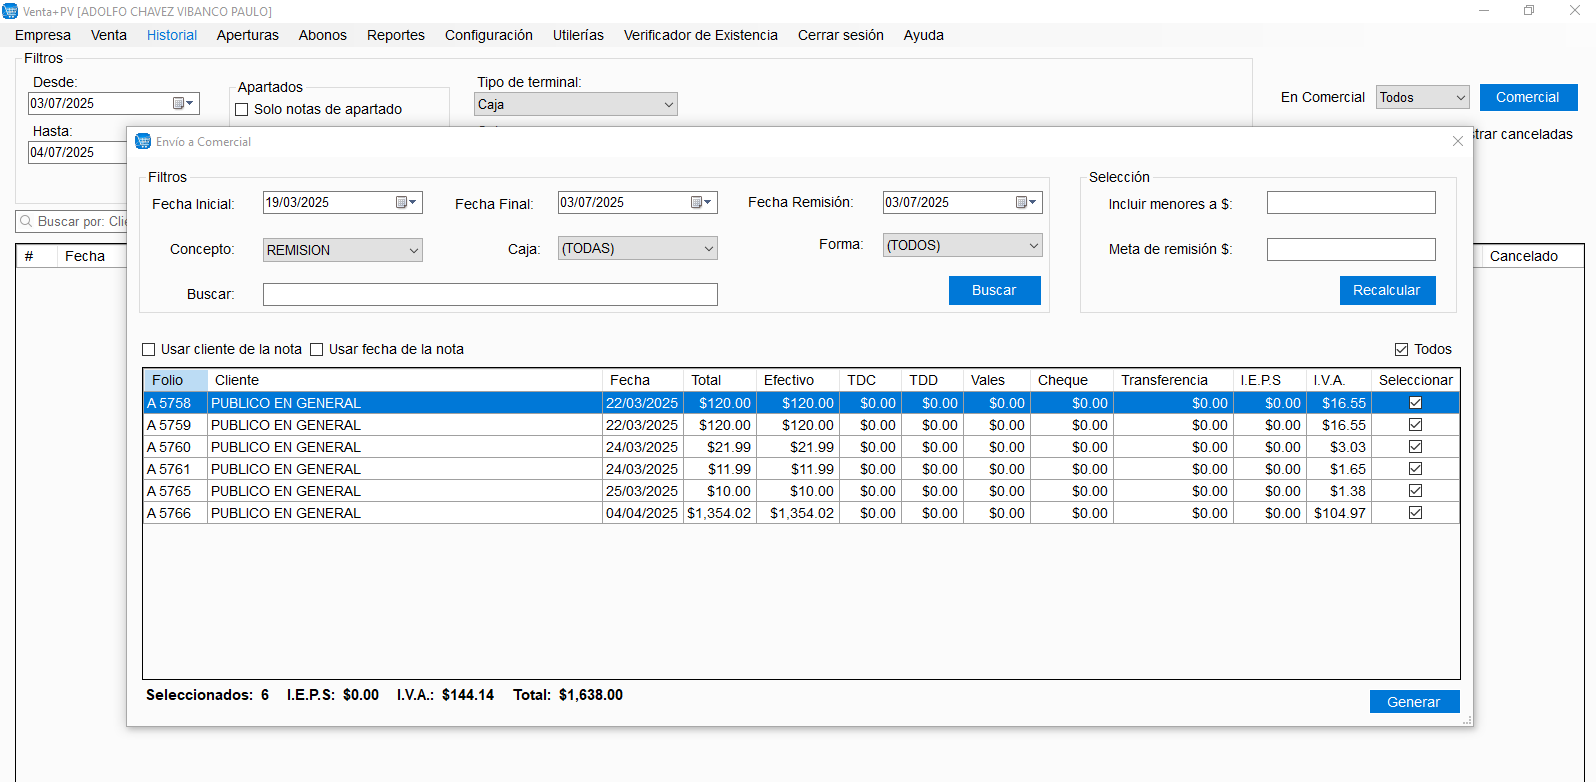 Venta+PV [ADOLFO CHAVEZ VIBANCO PAULO]
Empresa Venta Historial Aperturas Abonos Reportes Configuración Utilerías Verificador de Existencia Cerrar sesión Ayuda
Filtros
Desde:
03/07/2025
Hasta:
04/07/2025
Apartados
Solo notas de apartado
Tipo de terminal:
Caja
En Comercial Todos Comercial
trar canceladas
Buscar por: Clie
# Fecha Cancelado
Envío a Comercial
Filtros
Fecha Inicial: 19/03/2025 Fecha Final: 03/07/2025 Fecha Remisión: 03/07/2025
Concepto: REMISION Caja: (TODAS) Forma: (TODOS)
Buscar: Buscar
Selección
Incluir menores a $:
Meta de remisión $:
Recalcular
Usar cliente de la nota Usar fecha de la nota Todos
Folio Cliente Fecha Total Efectivo TDC TDD Vales Cheque Transferencia I.E.P.S I.V.A. Seleccionar
A 5758 PUBLICO EN GENERAL 22/03/2025 $120.00 $120.00 $0.00 $0.00 $0.00 $0.00 $0.00 $0.00 $16.55
A 5759 PUBLICO EN GENERAL 22/03/2025 $120.00 $120.00 $0.00 $0.00 $0.00 $0.00 $0.00 $0.00 $16.55
A 5760 PUBLICO EN GENERAL 24/03/2025 $21.99 $21.99 $0.00 $0.00 $0.00 $0.00 $0.00 $0.00 $3.03
A 5761 PUBLICO EN GENERAL 24/03/2025 $11.99 $11.99 $0.00 $0.00 $0.00 $0.00 $0.00 $0.00 $1.65
A 5765 PUBLICO EN GENERAL 25/03/2025 $10.00 $10.00 $0.00 $0.00 $0.00 $0.00 $0.00 $0.00 $1.38
A 5766 PUBLICO EN GENERAL 04/04/2025 $1,354.02 $1,354.02 $0.00 $0.00 $0.00 $0.00 $0.00 $0.00 $104.97
Seleccionados: 6 I.E.P.S: $0.00 I.V.A.: $144.14 Total: $1,638.00
Generar